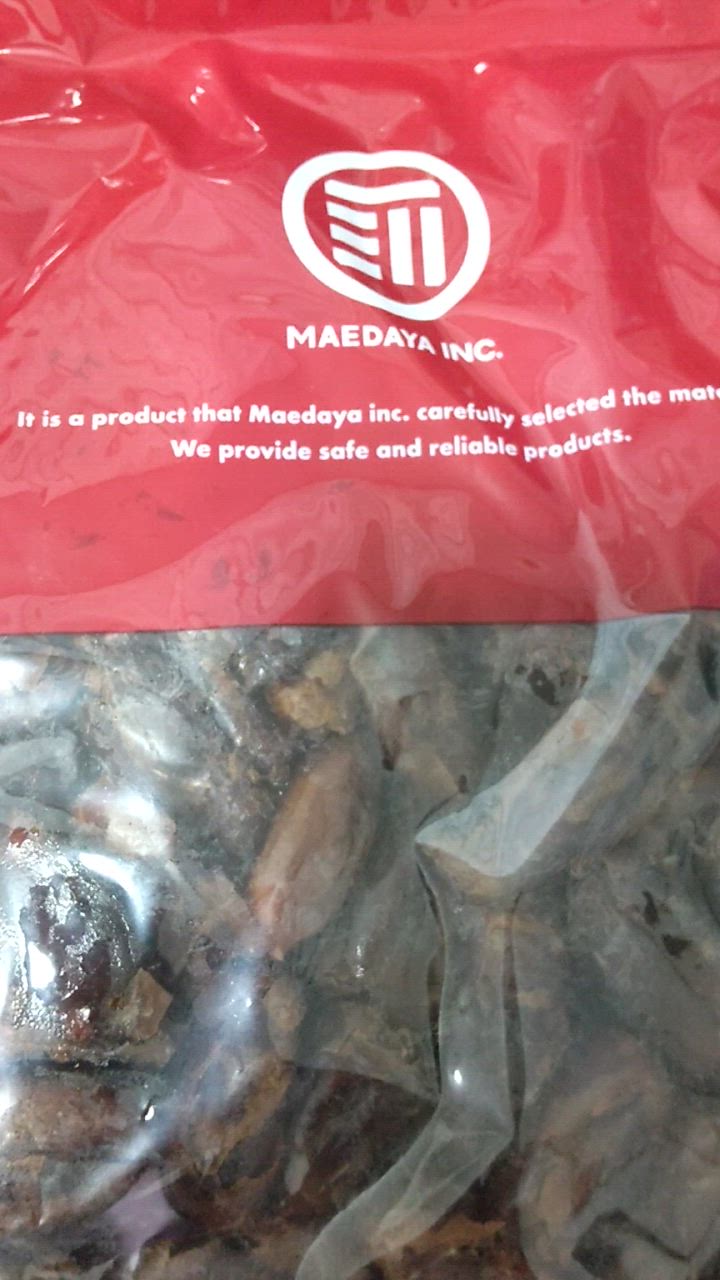 MAEDAYA INC.
It is a product that Maedaya inc. carefully selected the
We provide safe and reliable products.